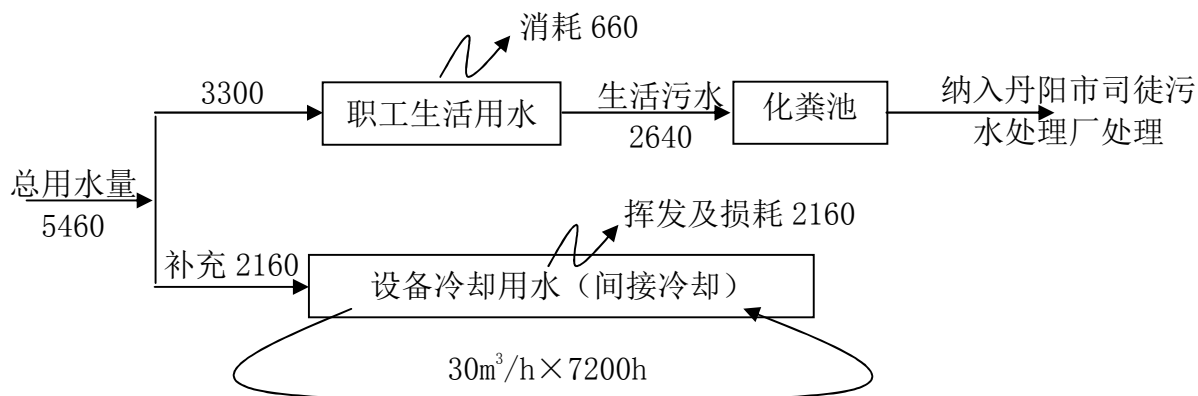 消耗 660
3300
职工生活用水
生活污水
2640
化粪池
纳入丹阳市司徒污
水处理厂处理
总用水量
5460
挥发及损耗 2160
补充 2160
设备冷却用水（间接冷却）
30m³/h×7200h